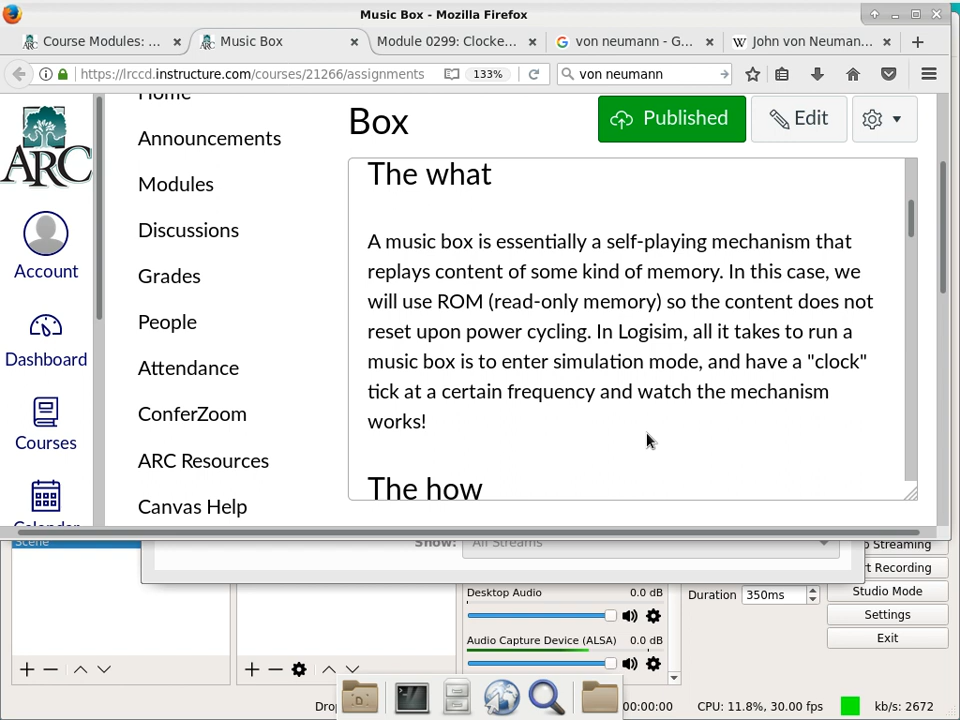 Music Box - Mozilla Firefox
Course Modules: ...
Music Box
Module 0299: Clocke...
von neumann - G...
John von Neuman...
https://lrccd.instructure.com/courses/21266/assignments
133%
von neumann
ARC
Account
Dashboard
Courses
Calendar
Home
Announcements
Modules
Discussions
Grades
People
Attendance
ConferZoom
ARC Resources
Canvas Help
Box
Published
Edit
The what
A music box is essentially a self-playing mechanism that
replays content of some kind of memory. In this case, we
will use ROM (read-only memory) so the content does not
reset upon power cycling. In Logisim, all it takes to run a
music box is to enter simulation mode, and have a "clock"
tick at a certain frequency and watch the mechanism
works!
The how
Scene
Show:
All Streams
Desktop Audio
0.0 dB
Audio Capture Device (ALSA)
0.0 dB
Duration
350ms
o Streaming
rt Recording
Studio Mode
Settings
Exit
Dro
00:00:00
CPU: 11.8%, 30.00 fps
kb/s: 2672